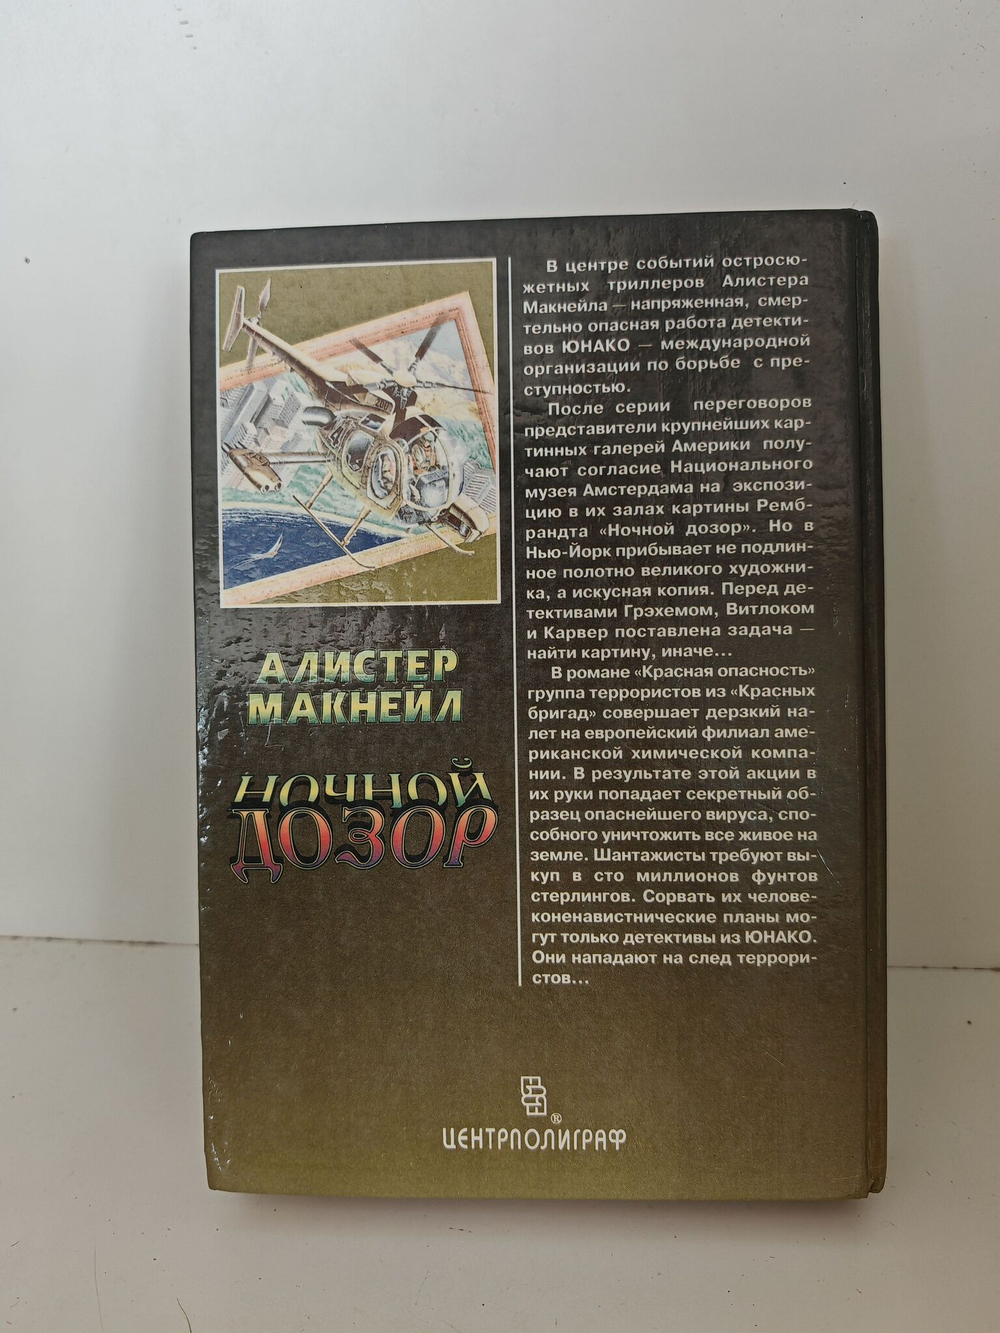 В центре событий остросю-
жетных триллеров Алистера
Макнейла — напряженная, смер-
тельно опасная работа детекти-
вов ЮНАКО — международной
организации по борьбе с пре-
ступностью.
После серии переговоров
представители крупнейших кар-
тинных галерей Америки полу-
чают согласие Национального
музея Амстердама на экспози-
цию в их залах картины Ремб-
рандта «Ночной дозор». Но в
Нью-Йорк прибывает не подлин-
ное полотно великого художни-
ка, а искусная копия. Перед де-
тективами Грэхемом, Витлоком
и Карвер поставлена задача —
найти картину, иначе...
В романе «Красная опасность»
группа террористов из «Красных
бригад» совершает дерзкий на-
лет на европейский филиал аме-
риканской химической компа-
нии. В результате этой акции в
их руки попадает секретный об-
разец опаснейшего вируса, спо-
собного уничтожить все живое на
земле. Шантажисты требуют вы-
куп в сто миллионов фунтов
стерлингов. Сорвать их челове-
коненавистнические планы мо-
гут только детективы из ЮНАКО.
Они нападают на след террори-
стов...
АЛИСТЕР
МАКНЕЙЛ
НОЧНОЙ
ДОЗОР
®
ЦЕНТРПОЛИГРАФ